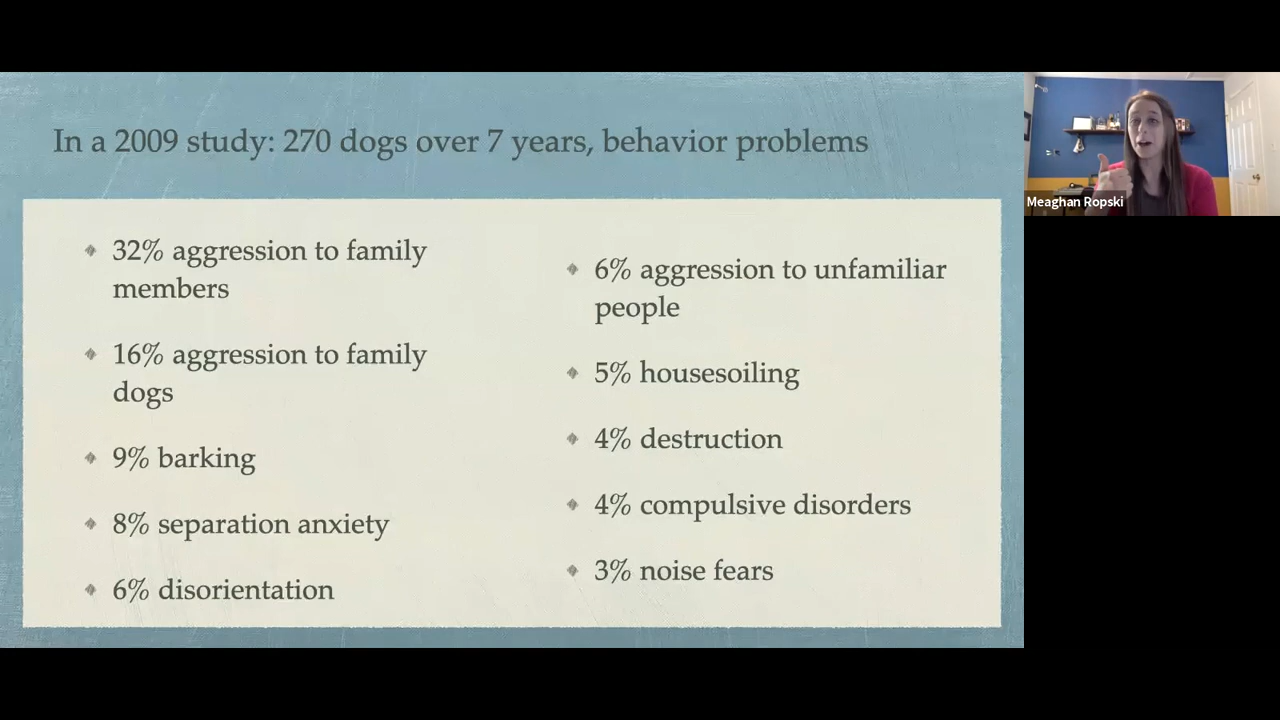 In a 2009 study: 270 dogs over 7 years, behavior problems
32% aggression to family
members
16% aggression to family
dogs
9% barking
8% separation anxiety
6% disorientation
6% aggression to unfamiliar
people
5% housesoiling
4% destruction
4% compulsive disorders
3% noise fears
Meaghan Ropski